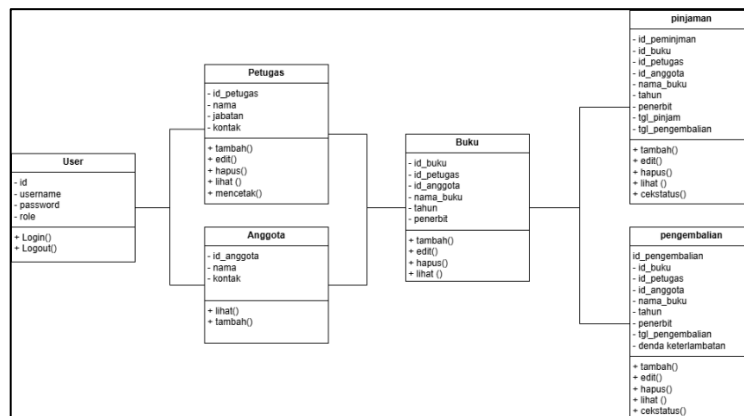 User
- id
- username
- password
- role
+ Login()
+ Logout()
Petugas
- id_petugas
- nama
- jabatan
- kontak
+ tambah()
+ edit()
+ hapus()
+ lihat ()
+ mencetak()
Anggota
- id_anggota
- nama
- kontak
+ lihat()
+ tambah()
Buku
- id_buku
- id_petugas
- id_anggota
- nama_buku
- tahun
- penerbit
+ tambah()
+ edit()
+ hapus()
+ lihat ()
pinjaman
- id_peminjman
- id_buku
- id_petugas
- id_anggota
- nama_buku
- tahun
- penerbit
- tgl_pinjam
- tgl_pengembalian
+ tambah()
+ edit()
+ hapus()
+ lihat ()
+ cekstatus()
pengembalian
id_pengembalian
- id_buku
- id_petugas
- id_anggota
- nama_buku
- tahun
- penerbit
- tgl_pengembalian
- denda keterlambatan
+ tambah()
+ edit()
+ hapus()
+ lihat ()
+ cekstatus()